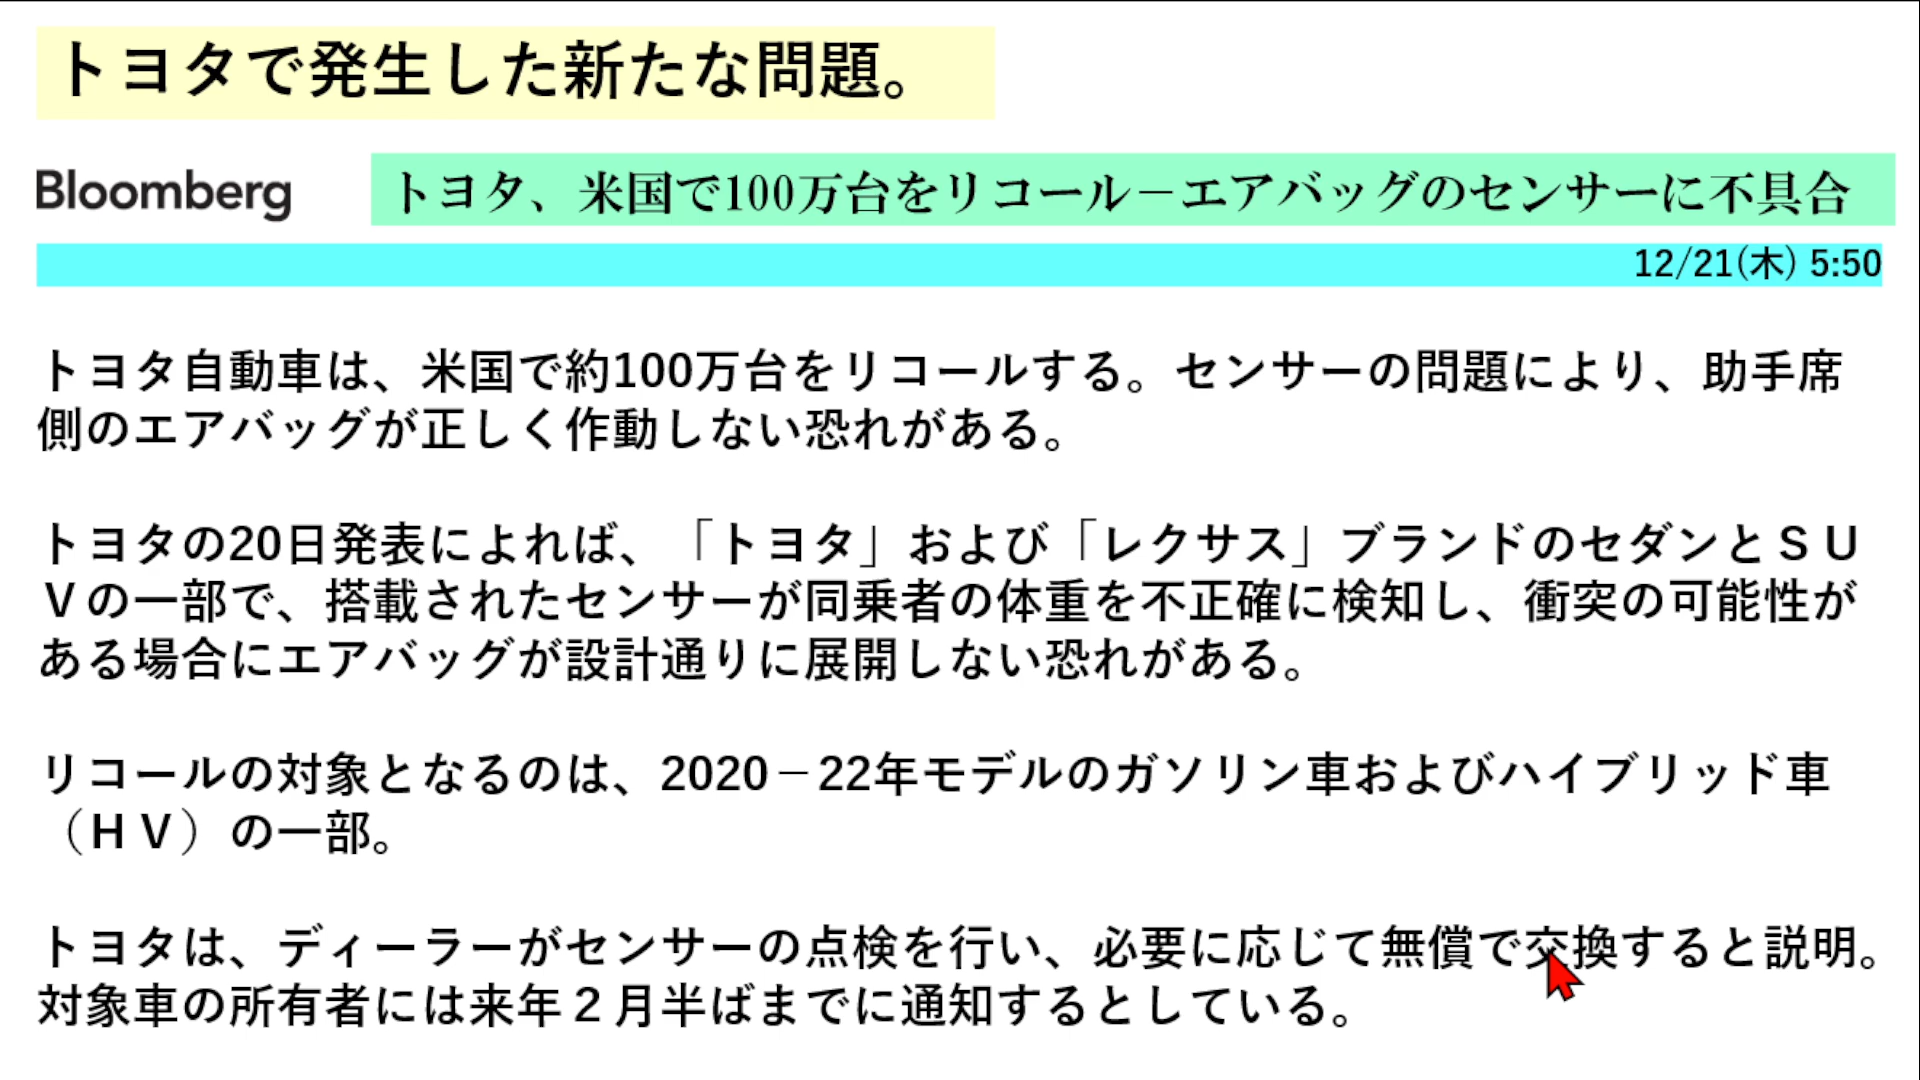 トヨタで発生した新たな問題。
Bloomberg トヨタ、米国で100万台をリコール－エアバッグのセンサーに不具合
12/21(木) 5:50
トヨタ自動車は、米国で約100万台をリコールする。センサーの問題により、助手席
側のエアバッグが正しく作動しない恐れがある。
トヨタの20日発表によれば、「トヨタ」および「レクサス」ブランドのセダンとＳＵ
Ｖの一部で、搭載されたセンサーが同乗者の体重を不正確に検知し、衝突の可能性が
ある場合にエアバッグが設計通りに展開しない恐れがある。
リコールの対象となるのは、2020－22年モデルのガソリン車およびハイブリッド車
（ＨＶ）の一部。
トヨタは、ディーラーがセンサーの点検を行い、必要に応じて無償で交換すると説明。
対象車の所有者には来年２月半ばまでに通知するとしている。